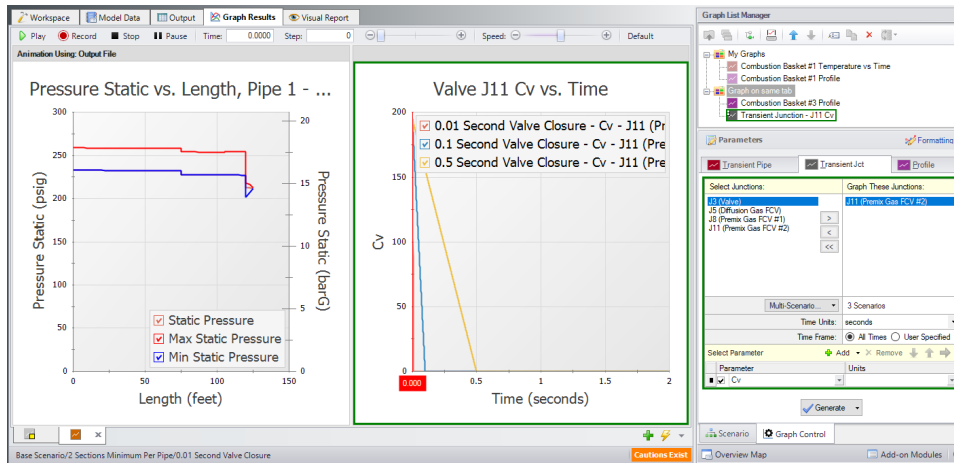 Workspace
Model Data
Output
Graph Results
Visual Report
Play
Record
Stop
Pause
Time:
0.0000
Step:
0
Speed:
Default
Animation Using: Output File
Pressure Static vs. Length, Pipe 1 - ...
300
250
200
150
100
50
0
Pressure Static (psig)
20
15
10
5
0
Pressure Static (barG)
Static Pressure
Max Static Pressure
Min Static Pressure
0
50
100
150
Length (feet)
Valve J11 Cv vs. Time
200
150
100
50
0
Cv
0.01 Second Valve Closure - Cv - J11 (Pr
0.1 Second Valve Closure - Cv - J11 (Pre
0.5 Second Valve Closure - Cv - J11 (Pre
0.000
0.5
1
1.5
2
Time (seconds)
Base Scenario/2 Sections Minimum Per Pipe/0.01 Second Valve Closure
Cautions Exist
Graph List Manager
My Graphs
Combustion Basket #1 Temperature vs Time
Combustion Basket #1 Profile
Graph on same tab
Combustion Basket #3 Profile
Transient Junction - J11 Cv
Parameters
Formatting
Transient Pipe
Transient Jct
Profile
Select Junctions:
Graph These Junctions:
J3 (Valve)
J5 (Diffusion Gas FCV)
J8 (Premix Gas FCV #1)
J11 (Premix Gas FCV #2)
>
<
<<
J11 (Premix Gas FCV #2)
Multi-Scenario...
3 Scenarios
Time Units:
seconds
Time Frame:
All Times
User Specified
Select Parameter
Add
Remove
Parameter
Units
Cv
Generate
Scenario
Graph Control
Overview Map
Add-on Modules